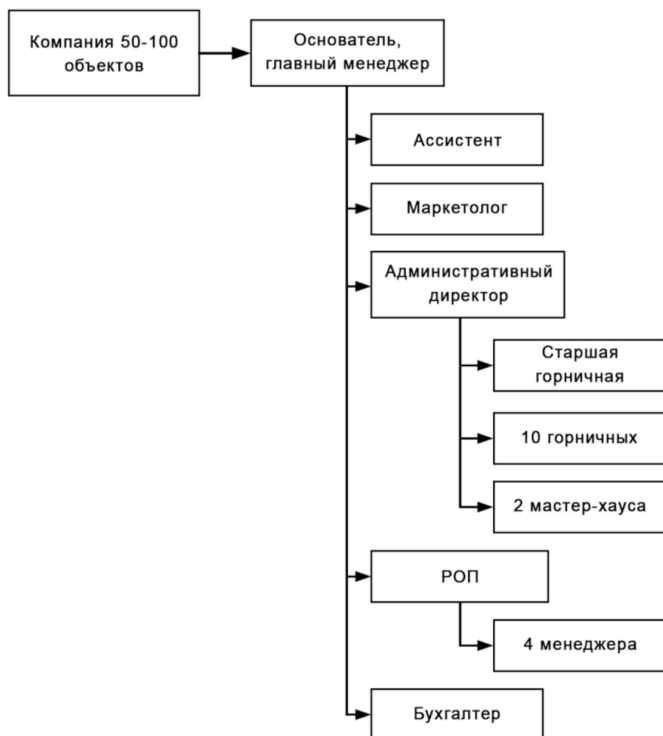 Компания 50-100
объектов
Основатель,
главный менеджер
Ассистент
Маркетолог
Административный
директор
Старшая
горничная
10 горничных
2 мастер-хауса
РОП
4 менеджера
Бухгалтер